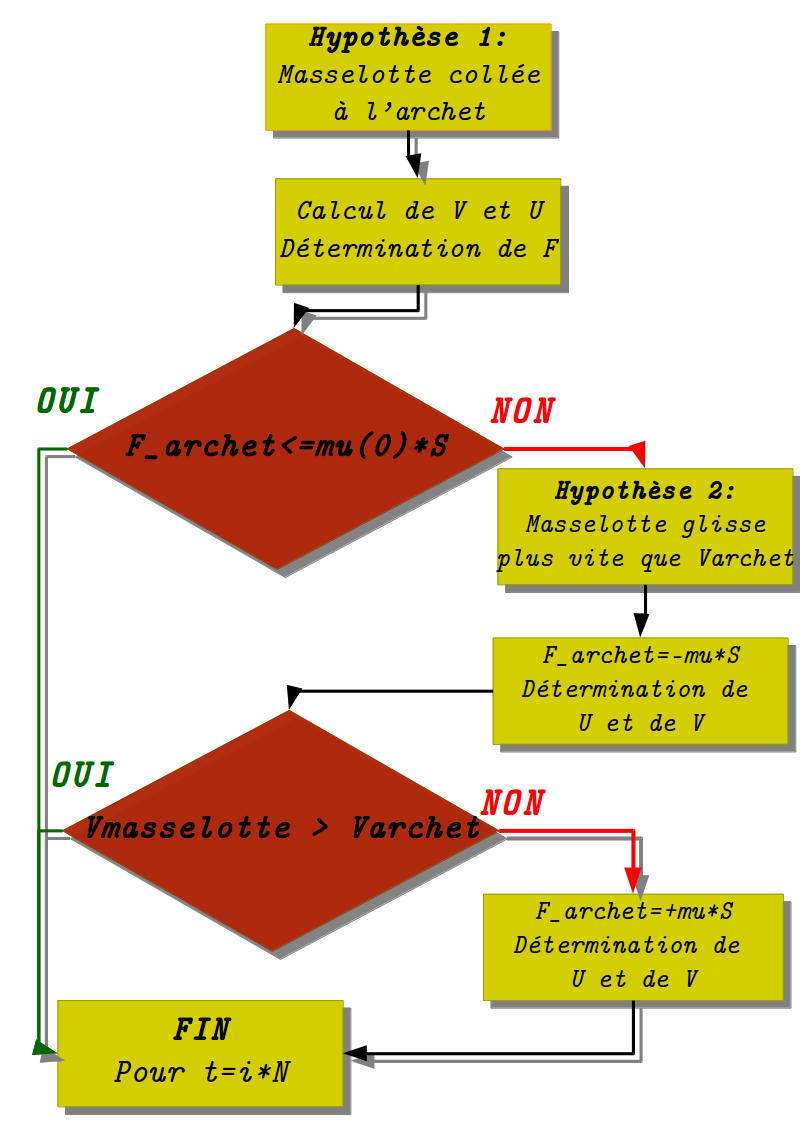 Hypothèse 1:
Masselotte collée
à l'archet
Calcul de V et U
Détermination de F
OUI
NON
F_archet<=mu(0)*S
Hypothèse 2:
Masselotte glisse
plus vite que Varchet
F_archet=-mu*S
Détermination de
U et de V
OUI
NON
Vmasselotte > Varchet
F_archet=+mu*S
Détermination de
U et de V
FIN
Pour t=i*N